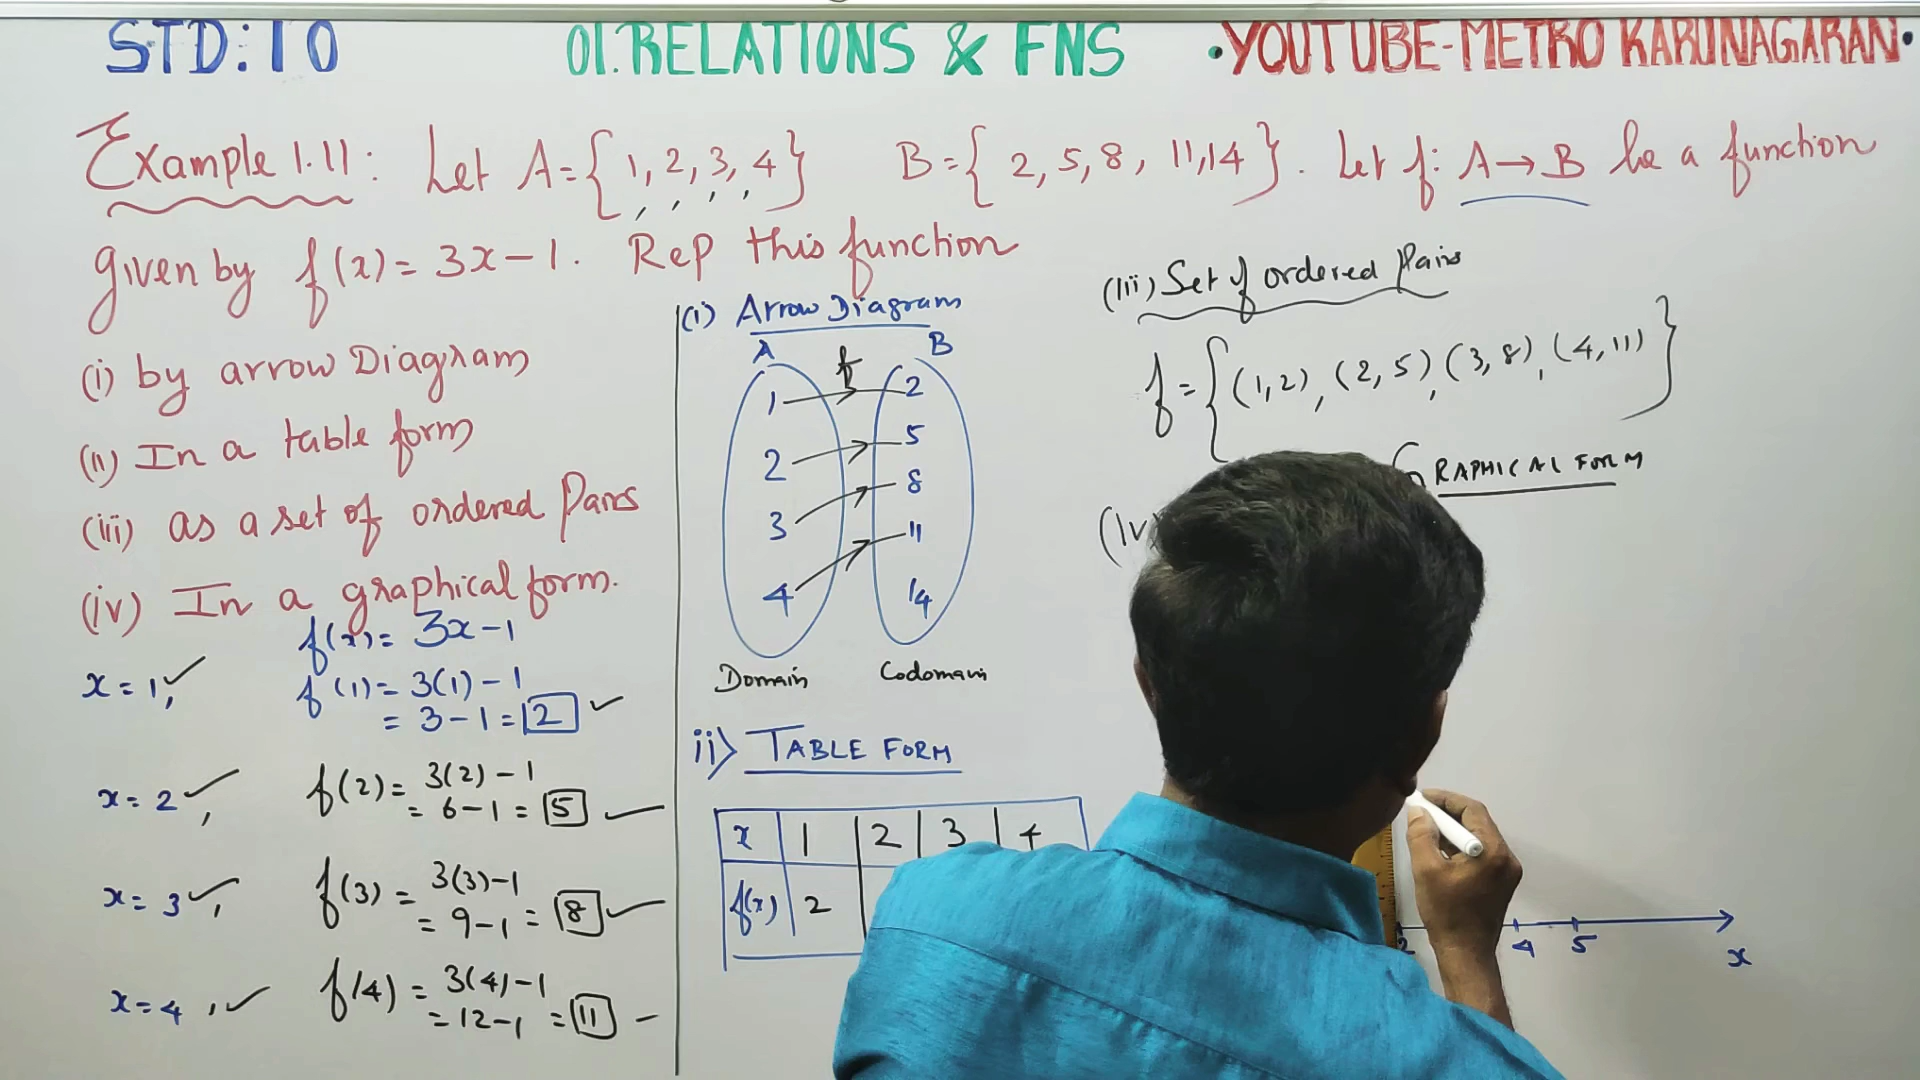 STD:10 01.RELATIONS & FNS •YOUTUBE-METRO KARUNAGARAN•
Example 1.11: Let A={1,2,3,4} B={2,5,8,11,14}. Let f: A→B be a function
given by f(x)=3x-1. Rep this function
(i) by arrow Diagram
(ii) In a table form
(iii) as a set of ordered Pairs
(iv) In a graphical form.
f(x)= 3x-1
x=1, f(1)= 3(1)-1
= 3-1=2
x=2, f(2)= 3(2)-1
= 6-1=5
x=3, f(3)= 3(3)-1
= 9-1=8
x=4, f(4)= 3(4)-1
=12-1=11
(i) Arrow Diagram
A f B
1 2
2 5
3 8
4 11
14
Domain Codomain
ii) TABLE FORM
x 1 2 3 4
f(x) 2
(iii) Set of ordered Pairs
f={(1,2),(2,5),(3,8),(4,11)}
(iv) GRAPHICAL FORM
2 4 5 x